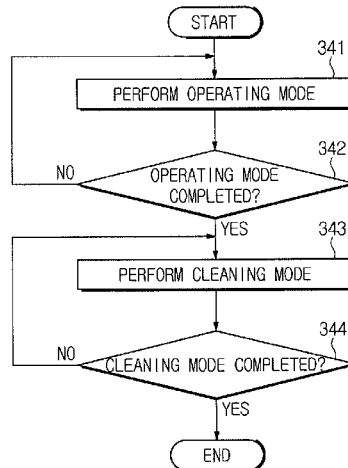 START
341
PERFORM OPERATING MODE
342
OPERATING MODE
COMPLETED?
NO
YES
343
PERFORM CLEANING MODE
344
CLEANING MODE COMPLETED?
NO
YES
END